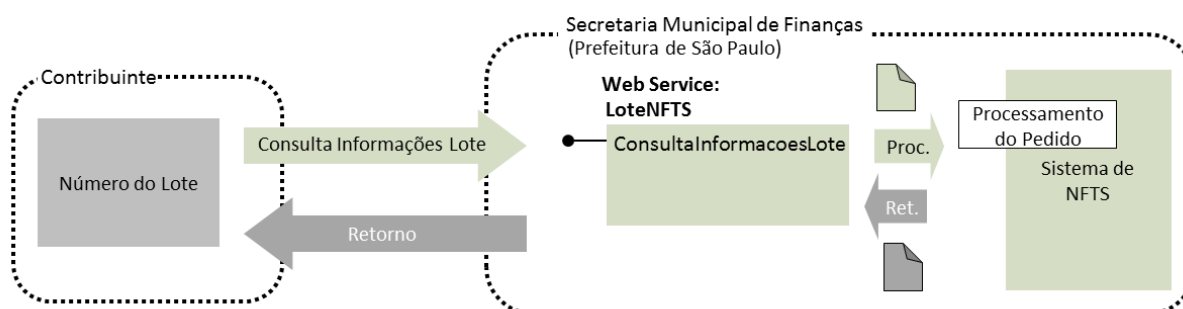 Secretaria Municipal de Finanças
(Prefeitura de São Paulo)
Contribuinte
Número do Lote
Consulta Informações Lote
Retorno
Web Service:
LoteNFTS
ConsultaInformacoesLote
Proc.
Ret.
Processamento
do Pedido
Sistema de
NFTS